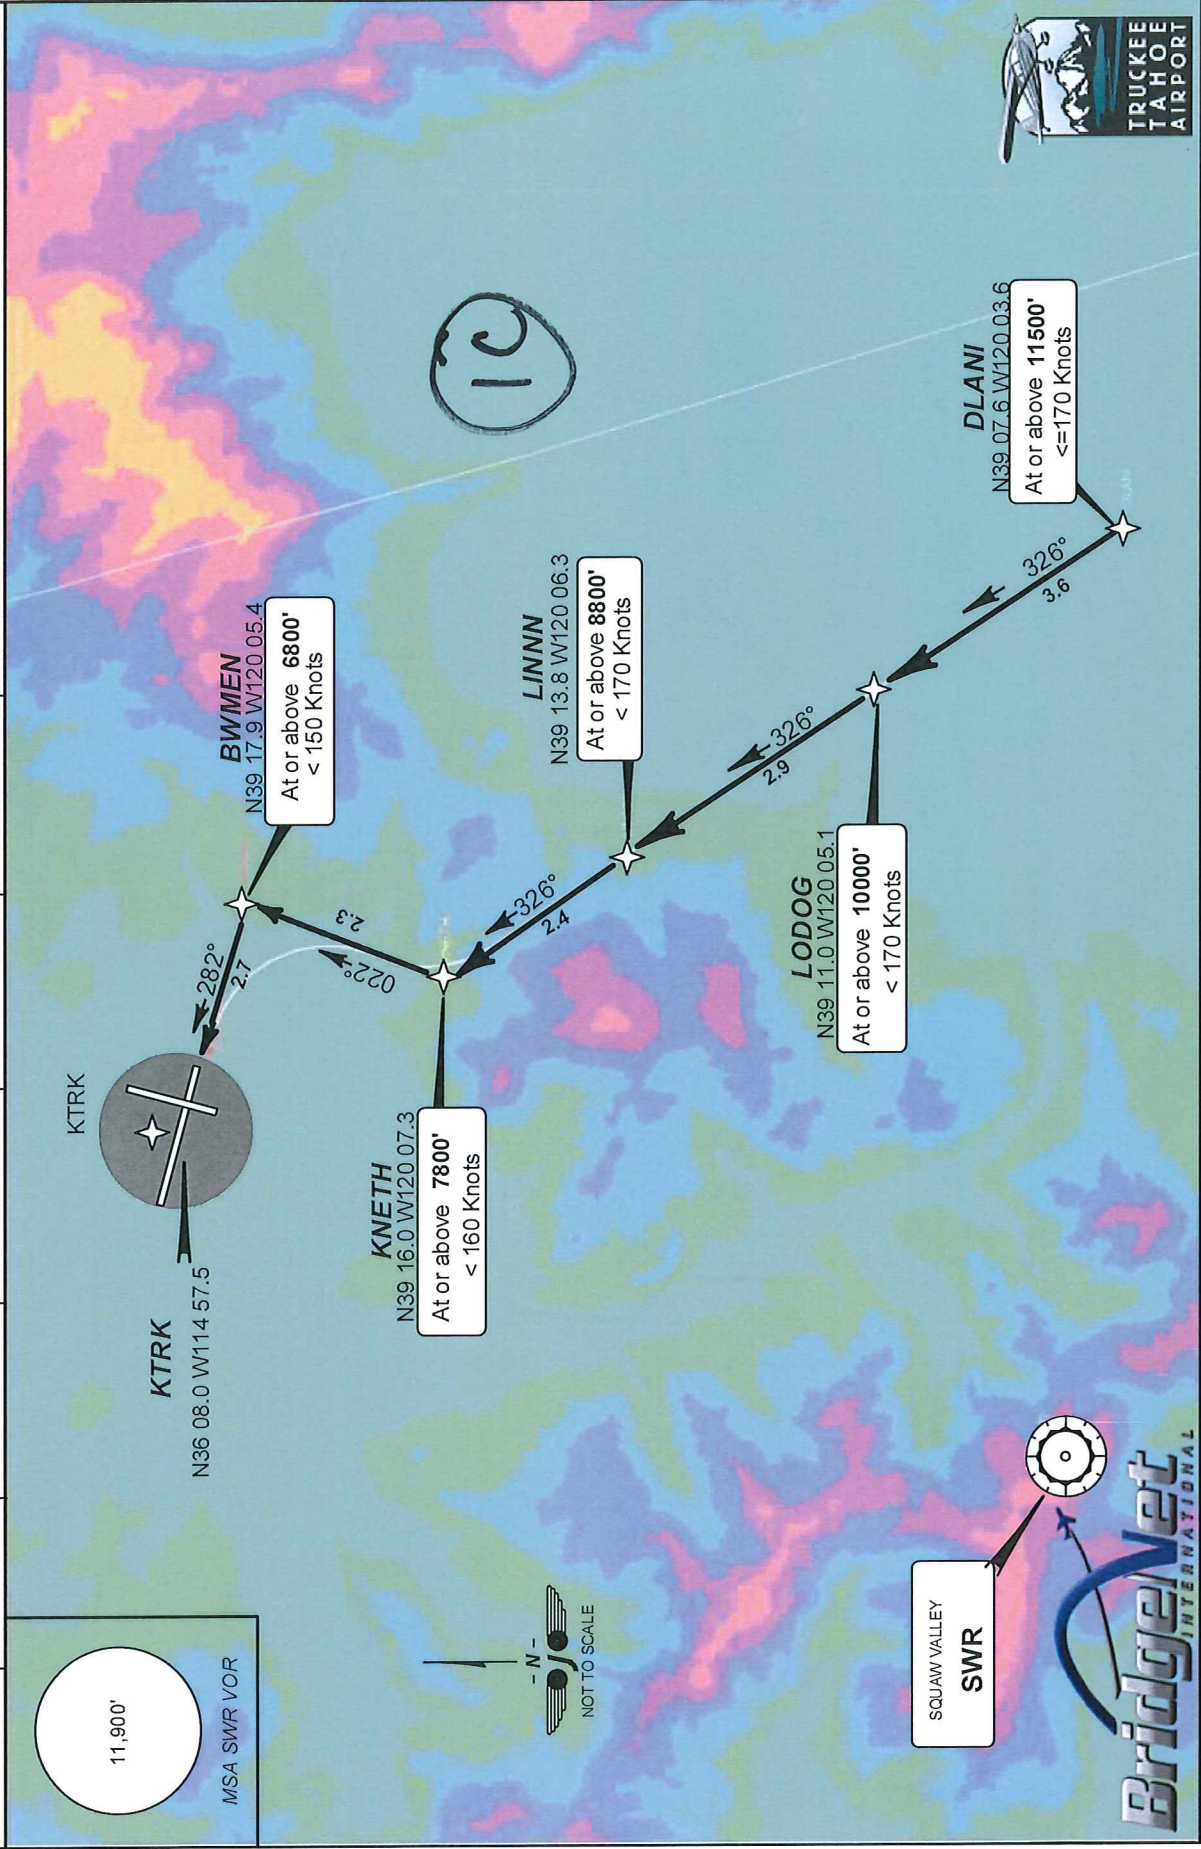 11,900'
MSA SWR VOR
KTRK
N36 08.0 W114 57.5
KTRK
282°
2.7
BWMEN
N39 17.9 W120 05.4
At or above 6800'
< 150 Knots
022°
2.3
KNETH
N39 16.0 W120 07.3
At or above 7800'
< 160 Knots
326°
2.4
LINNN
N39 13.8 W120 06.3
At or above 8800'
< 170 Knots
326°
2.9
LODOG
N39 11.0 W120 05.1
At or above 10000'
< 170 Knots
326°
3.6
DLANI
N39 07.6 W120 03.6
At or above 11500'
<=170 Knots
1C
- N -
NOT TO SCALE
SQUAW VALLEY
SWR
BridgeNet
INTERNATIONAL
TRUCKEE
TAHOE
AIRPORT